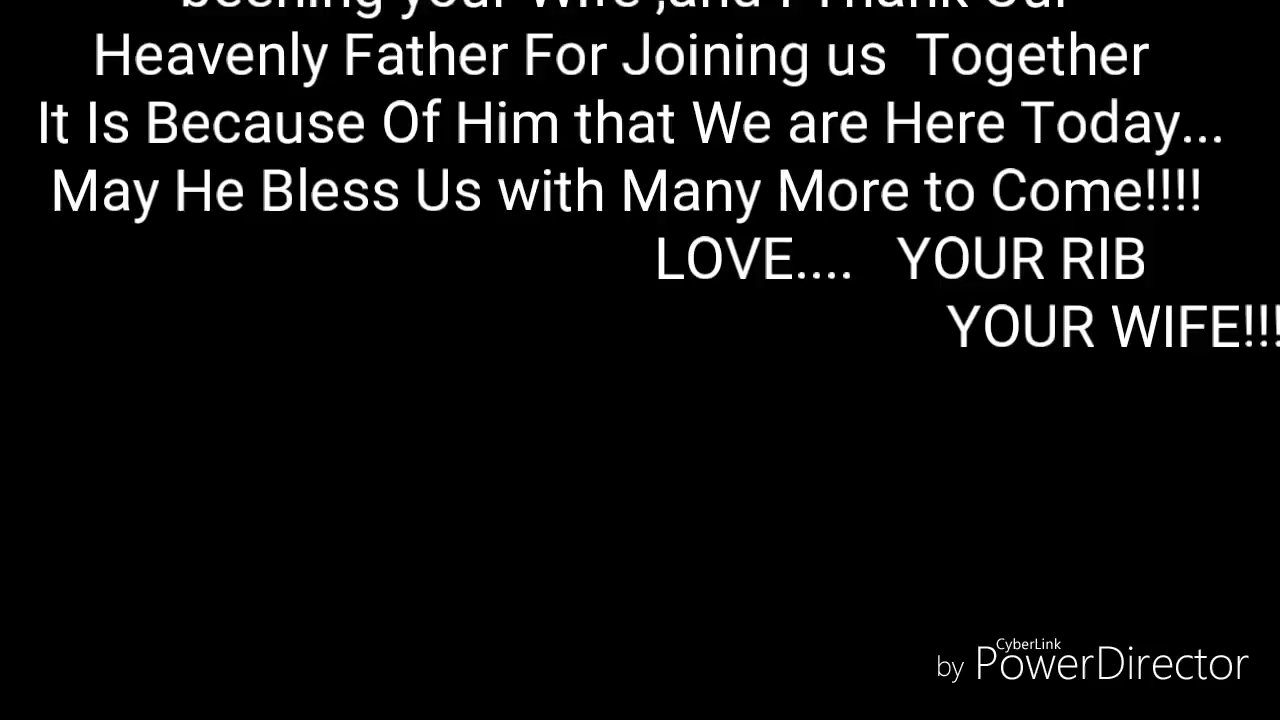 beening your Wife ,and I Thank Our
Heavenly Father For Joining us  Together
It Is Because Of Him that We are Here Today...
May He Bless Us with Many More to Come!!!!
LOVE....   YOUR RIB
YOUR WIFE!!!
CyberLink
by PowerDirector